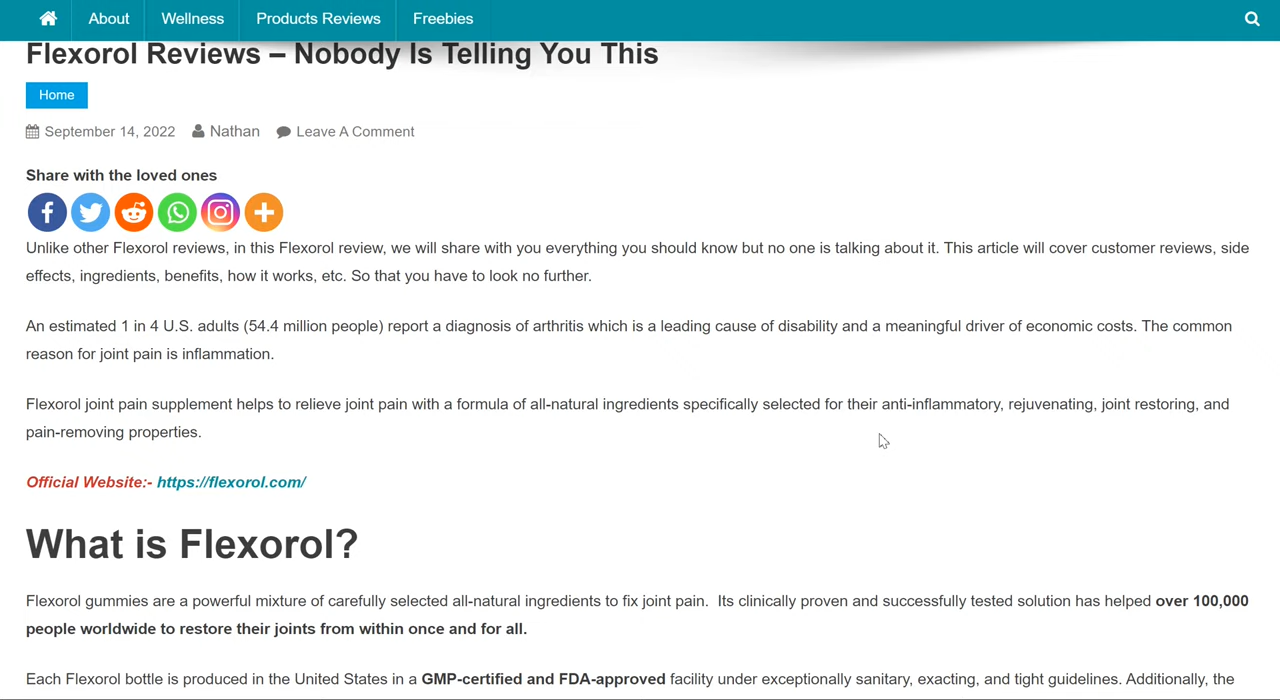 About Wellness Products Reviews Freebies
Flexorol Reviews – Nobody Is Telling You This
Home
September 14, 2022 Nathan Leave A Comment
Share with the loved ones
Unlike other Flexorol reviews, in this Flexorol review, we will share with you everything you should know but no one is talking about it. This article will cover customer reviews, side
effects, ingredients, benefits, how it works, etc. So that you have to look no further.
An estimated 1 in 4 U.S. adults (54.4 million people) report a diagnosis of arthritis which is a leading cause of disability and a meaningful driver of economic costs. The common
reason for joint pain is inflammation.
Flexorol joint pain supplement helps to relieve joint pain with a formula of all-natural ingredients specifically selected for their anti-inflammatory, rejuvenating, joint restoring, and
pain-removing properties.
Official Website:- https://flexorol.com/
What is Flexorol?
Flexorol gummies are a powerful mixture of carefully selected all-natural ingredients to fix joint pain.  Its clinically proven and successfully tested solution has helped over 100,000
people worldwide to restore their joints from within once and for all.
Each Flexorol bottle is produced in the United States in a GMP-certified and FDA-approved facility under exceptionally sanitary, exacting, and tight guidelines. Additionally, the